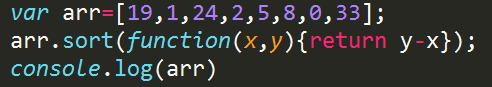 var arr=[19,1,24,2,5,8,0,33];
arr.sort(function(x,y){return y-x});
console.log(arr)